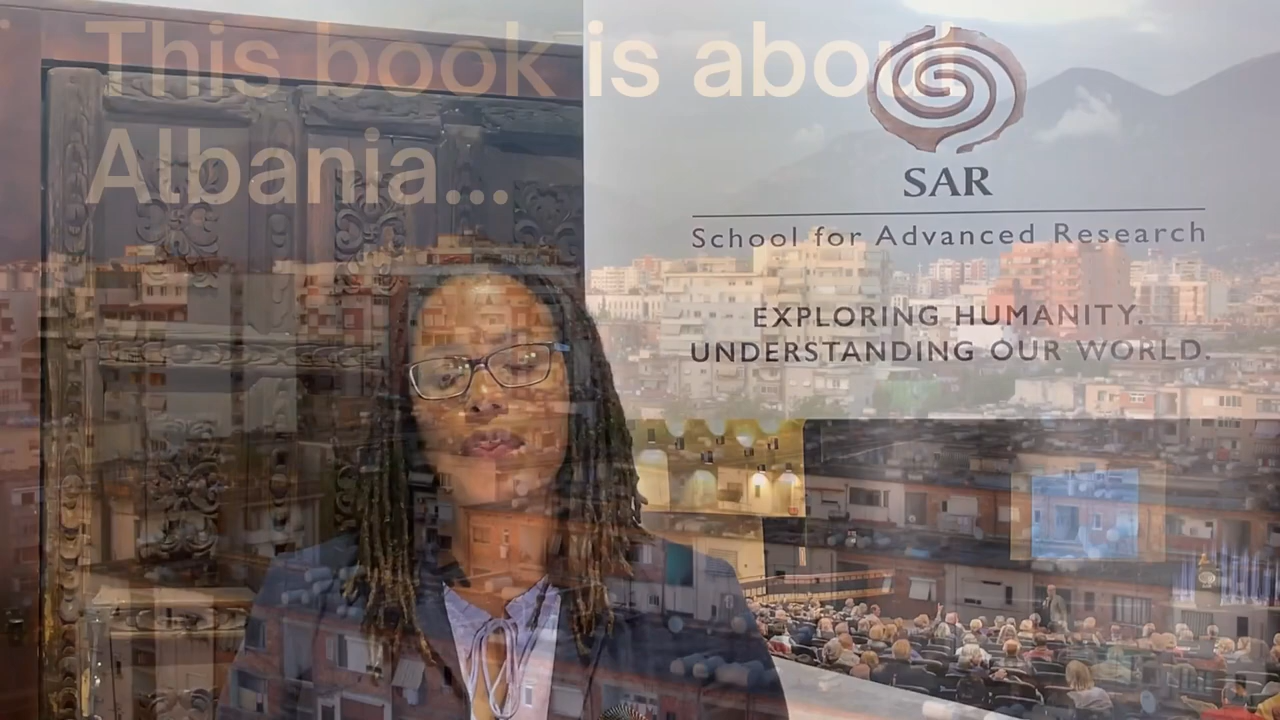 This book is about
Albania...
SAR
School for Advanced Research
EXPLORING HUMANITY.
UNDERSTANDING OUR WORLD.